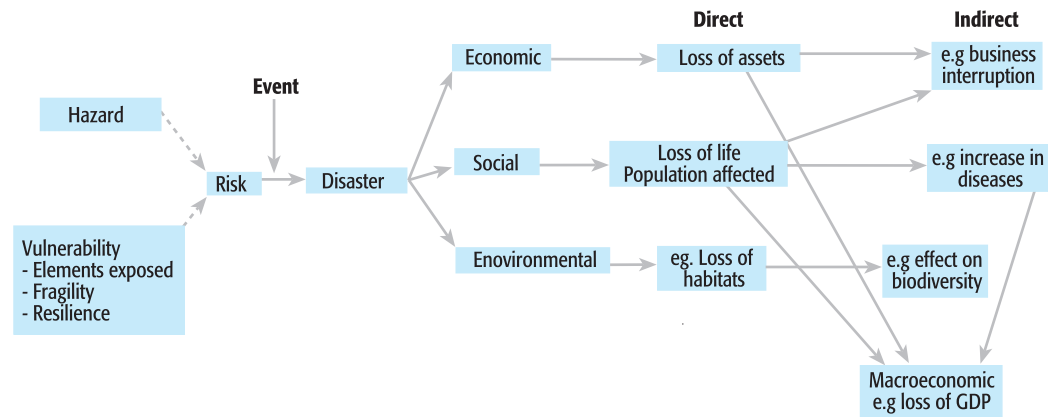 Direct
Indirect
Economic
Loss of assets
e.g business
interruption
Event
Hazard
Social
Loss of life
Population affected
e.g increase in
diseases
Risk
Disaster
Vulnerability
- Elements exposed
- Fragility
- Resilience
Enovironmental
eg. Loss of
habitats
e.g effect on
biodiversity
Macroeconomic
e.g loss of GDP